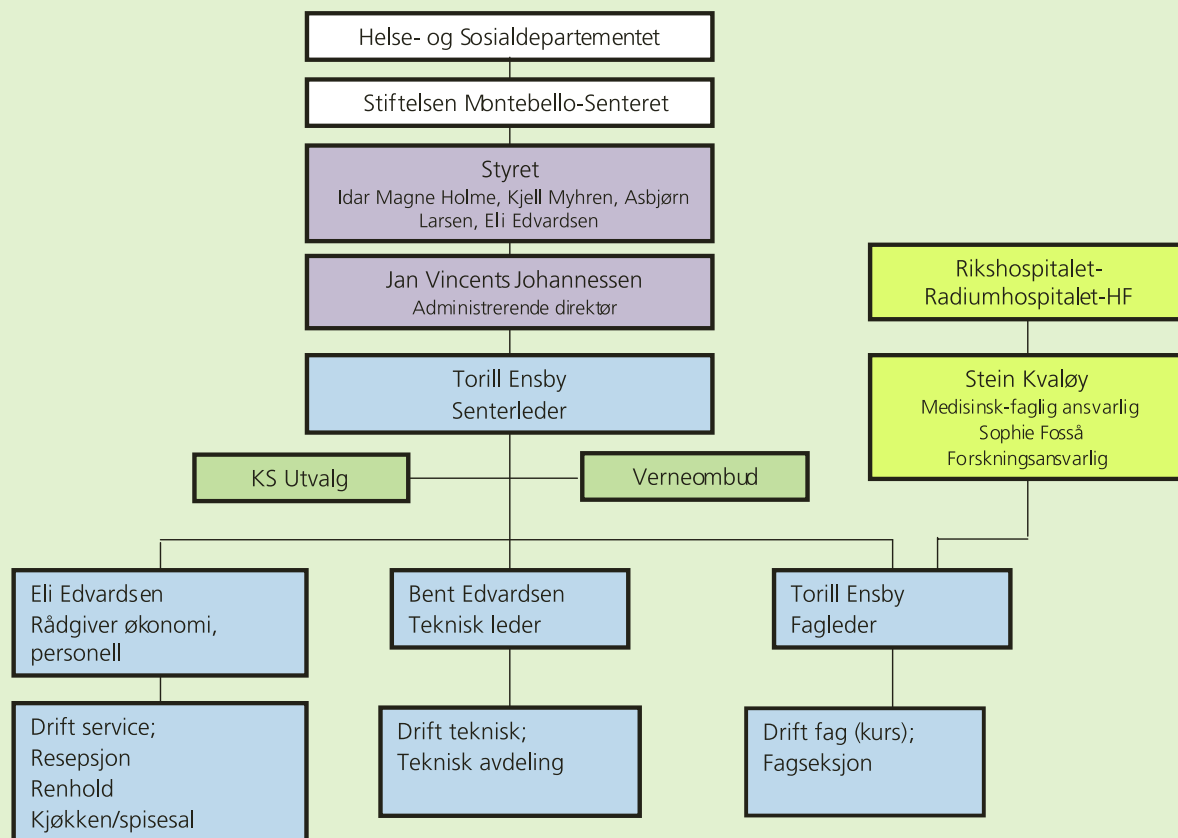 Helse- og Sosialdepartementet
Stiftelsen Montebello-Senteret
Styret
Idar Magne Holme, Kjell Myhren, Asbjørn
Larsen, Eli Edvardsen
Jan Vincents Johannessen
Administrerende direktør
Rikshospitalet-
Radiumhospitalet-HF
Torill Ensby
Senterleder
Stein Kvaløy
Medisinsk-faglig ansvarlig
Sophie Fosså
Forskningsansvarlig
KS Utvalg
Verneombud
Eli Edvardsen
Rådgiver økonomi,
personell
Bent Edvardsen
Teknisk leder
Torill Ensby
Fagleder
Drift service;
Resepsjon
Renhold
Kjøkken/spisesal
Drift teknisk;
Teknisk avdeling
Drift fag (kurs);
Fagseksjon